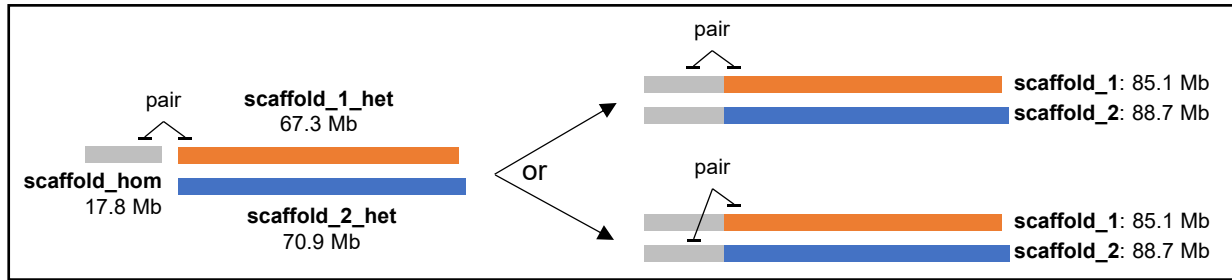 pair
scaffold_1_het
67.3 Mb
scaffold_hom
17.8 Mb
scaffold_2_het
70.9 Mb
or
pair
scaffold_1: 85.1 Mb
scaffold_2: 88.7 Mb
pair
scaffold_1: 85.1 Mb
scaffold_2: 88.7 Mb